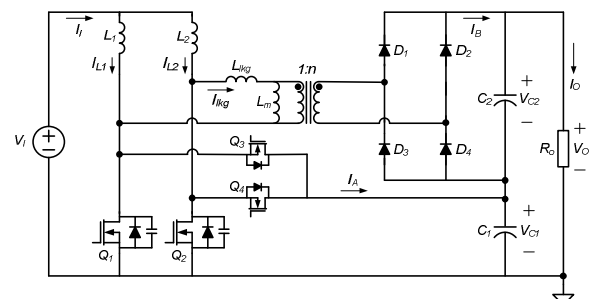 I_I
L_1
L_2
I_L1
I_L2
L_lkg
I_lkg
L_m
1:n
D_1
D_2
D_3
D_4
I_B
I_O
C_2
+
V_C2
−
V_I
+
−
Q_3
Q_4
I_A
R_O
+
V_O
−
C_1
+
V_C1
−
Q_1
Q_2